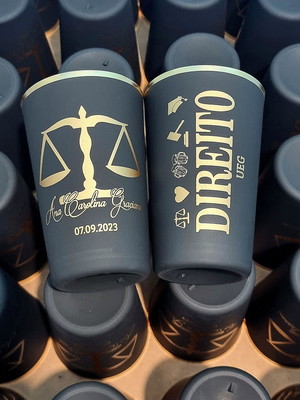 Ana Carolina Graciano
07.09.2023
DIREITO
UEG